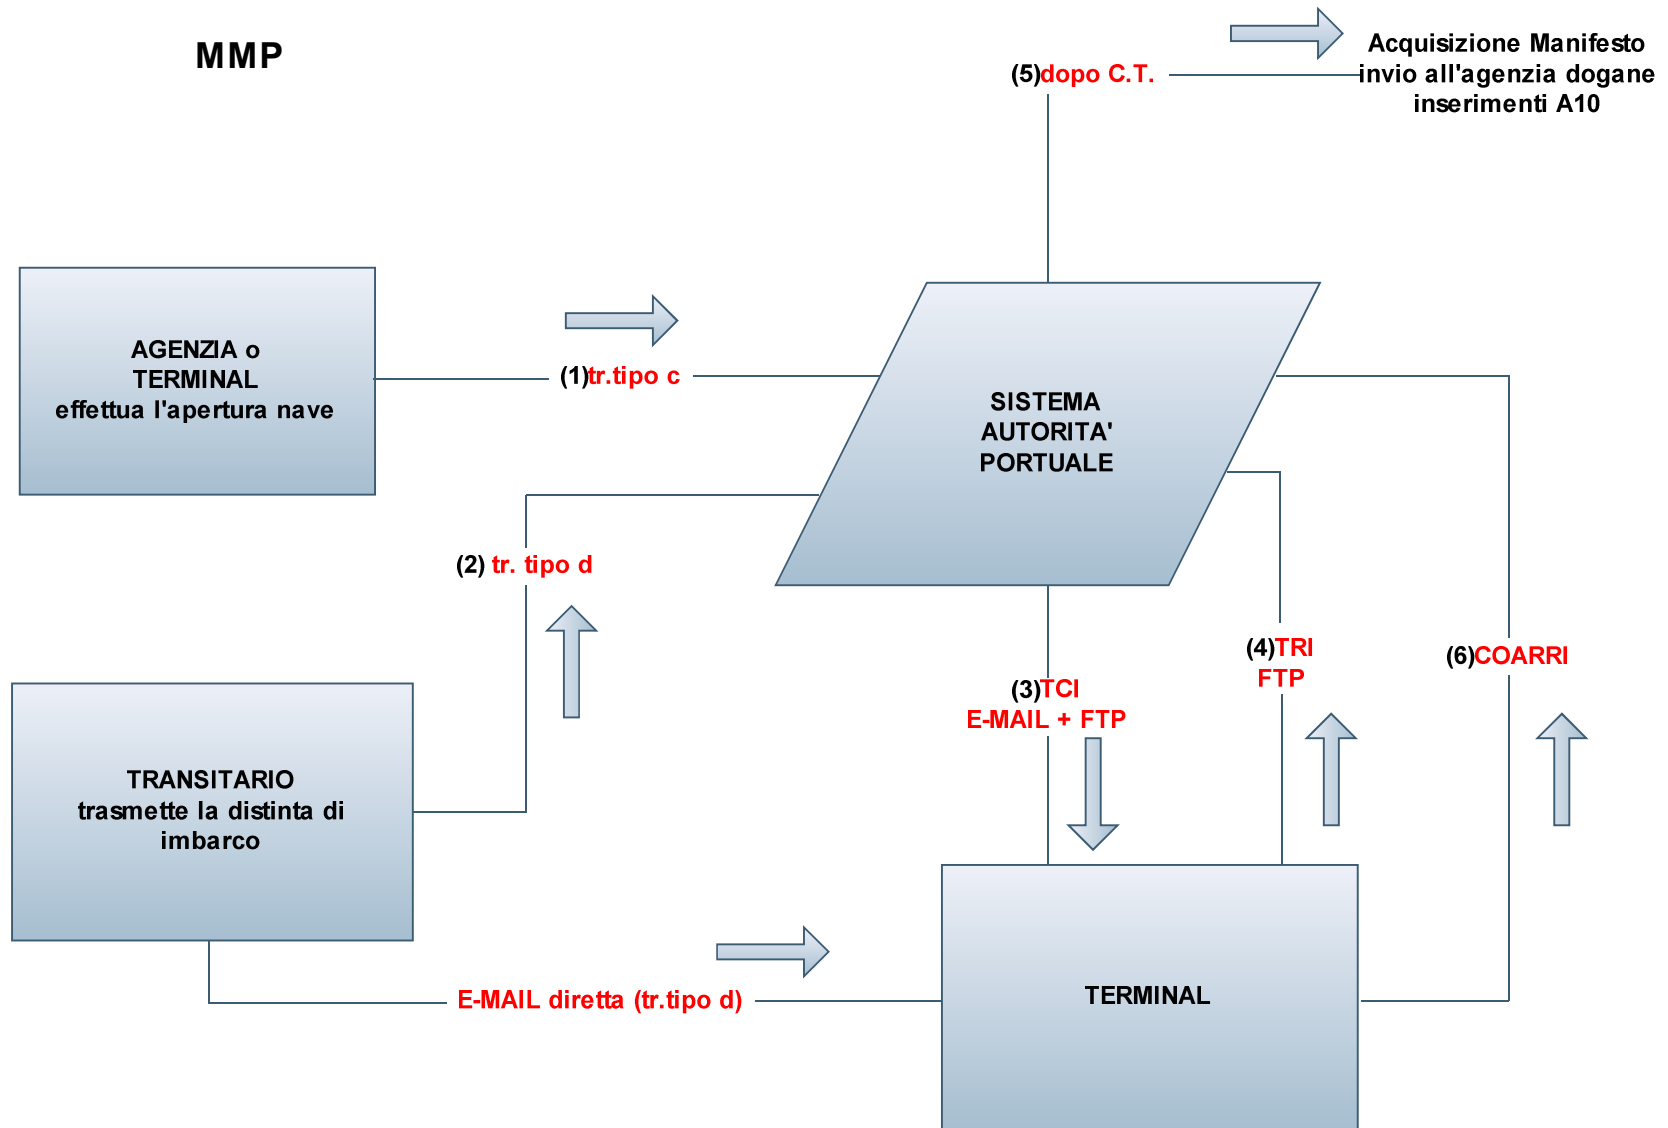 MMP
(5)dopo C.T.
Acquisizione Manifesto
invio all'agenzia dogane
inserimenti A10
AGENZIA o
TERMINAL
effettua l'apertura nave
(1)tr.tipo c
SISTEMA
AUTORITA'
PORTUALE
(2) tr. tipo d
(4)TRI
FTP
(6)COARRI
(3)TCI
E-MAIL + FTP
TRANSITARIO
trasmette la distinta di
imbarco
E-MAIL diretta (tr.tipo d)
TERMINAL